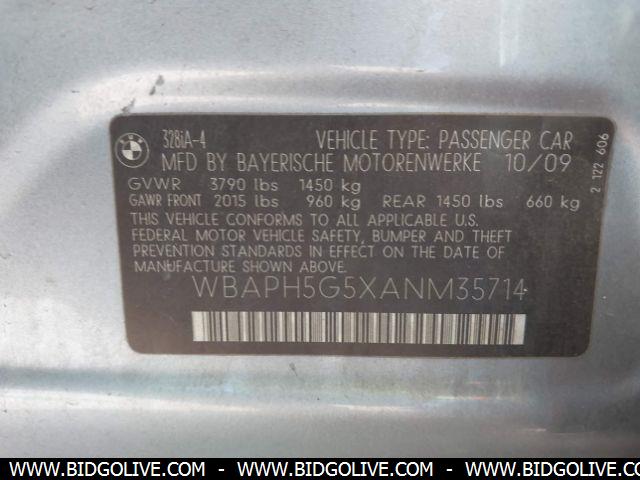 BMW
328iA-4 VEHICLE TYPE: PASSENGER CAR
MFD BY BAYERISCHE MOTORENWERKE 10/09
GVWR 3790 lbs 1450 kg
GAWR FRONT 2015 lbs 960 kg REAR 1450 lbs 660 kg
THIS VEHICLE CONFORMS TO ALL APPLICABLE U.S.
FEDERAL MOTOR VEHICLE SAFETY, BUMPER AND THEFT
PREVENTION STANDARDS IN EFFECT ON THE DATE OF
MANUFACTURE SHOWN ABOVE.
WBAPH5G5XANM35714
2 122 606
WWW.BIDGOLIVE.COM - WWW.BIDGOLIVE.COM - WWW.BIDGOLIVE.COM